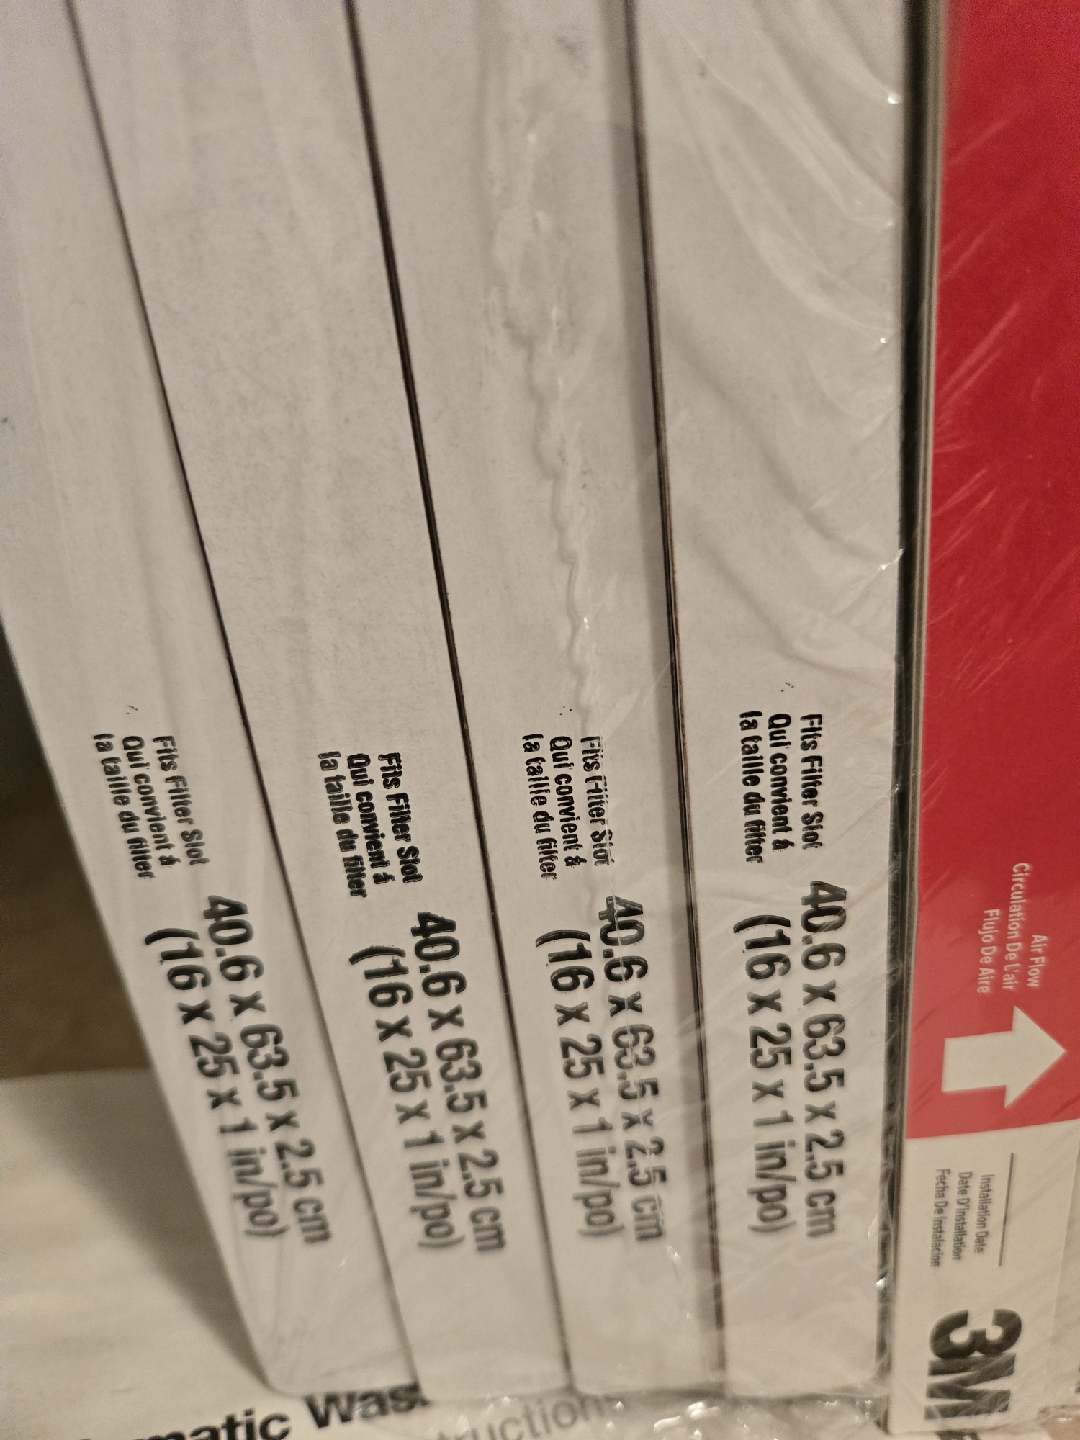 Fits Filter Slot
Qui convient à
la taille du filter
40.6 x 63.5 x 2.5 cm
(16 x 25 x 1 in/po)
Fits Filter Slot
Qui convient à
la taille du filter
40.6 x 63.5 x 2.5 cm
(16 x 25 x 1 in/po)
Fits Filter Slot
Qui convient à
la taille du filter
40.6 x 63.5 x 2.5 cm
(16 x 25 x 1 in/po)
Fits Filter Slot
Qui convient à
la taille du filter
40.6 x 63.5 x 2.5 cm
(16 x 25 x 1 in/po)
Air Flow
Circulation De L'air
Flujo De Aire
Installation Date
Date D'Installation
Fecha De Instalacion
3M
matic Was
ruction